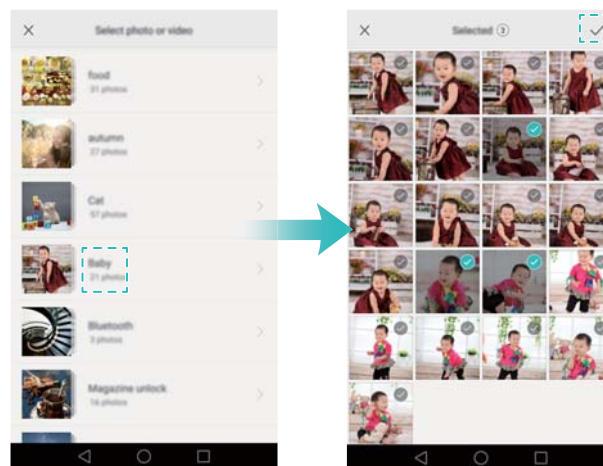 Select photo or video
food
31 photos
autumn
27 photos
Cat
57 photos
Baby
21 photos
Bluetooth
3 photos
Magazine unlock
16 photos
Selected 3